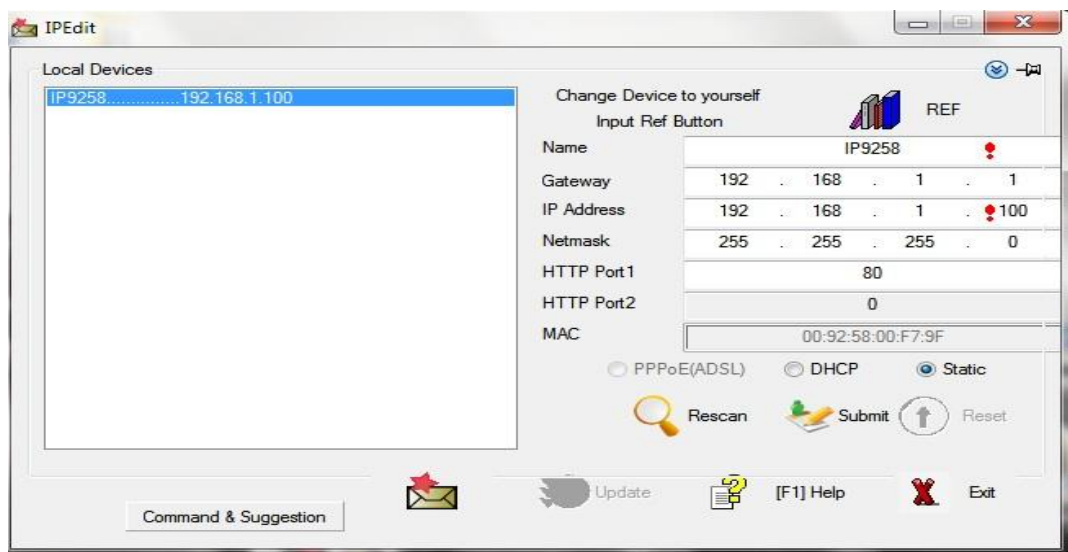 IPEdit
Local Devices
IP9258...............192.168.1.100
Change Device to yourself
Input Ref Button
REF
Name IP9258
Gateway 192 . 168 . 1 . 1
IP Address 192 . 168 . 1 . 100
Netmask 255 . 255 . 255 . 0
HTTP Port1 80
HTTP Port2 0
MAC 00:92:58:00:F7:9F
PPPoE(ADSL) DHCP Static
Rescan Submit Reset
Command & Suggestion
Update [F1] Help Exit